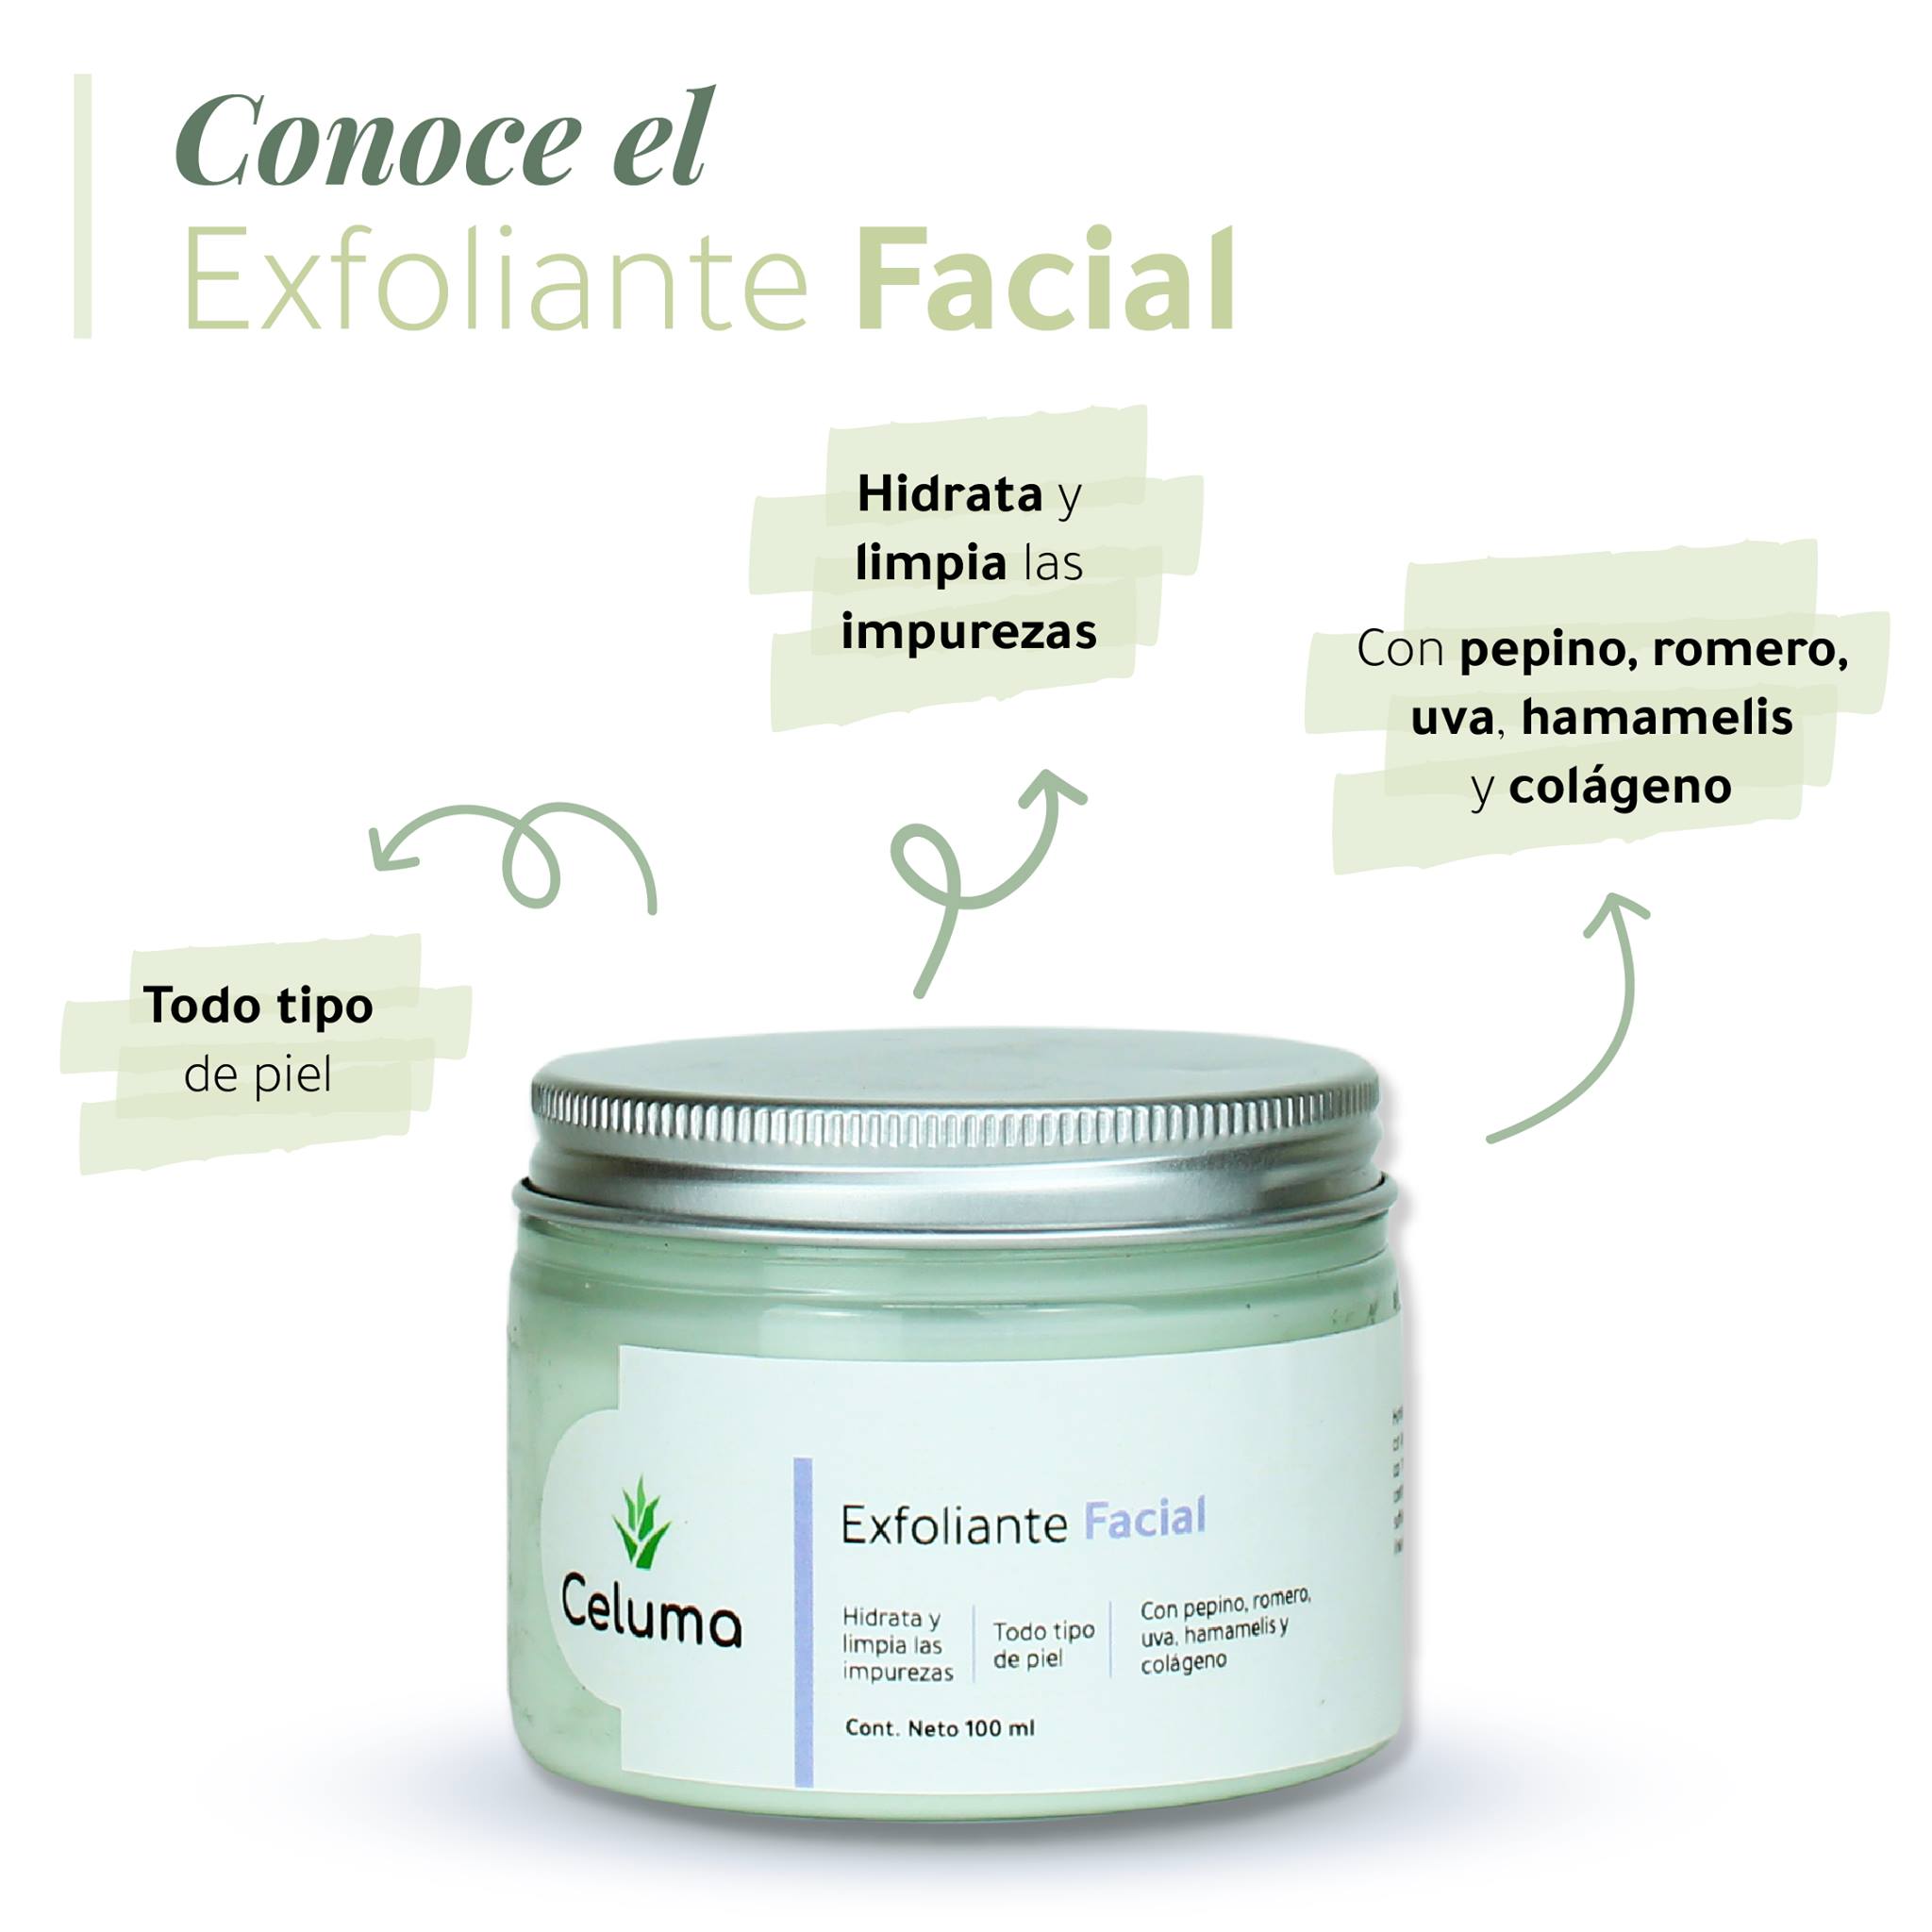 Conoce el
Exfoliante Facial
Hidrata y
limpia las
impurezas
Con pepino, romero,
uva, hamamelis
y colágeno
Todo tipo
de piel
Celuma
Exfoliante Facial
Hidrata y
limpia las
impurezas
Todo tipo
de piel
Con pepino, romero,
uva, hamamelis y
colágeno
Cont. Neto 100 ml